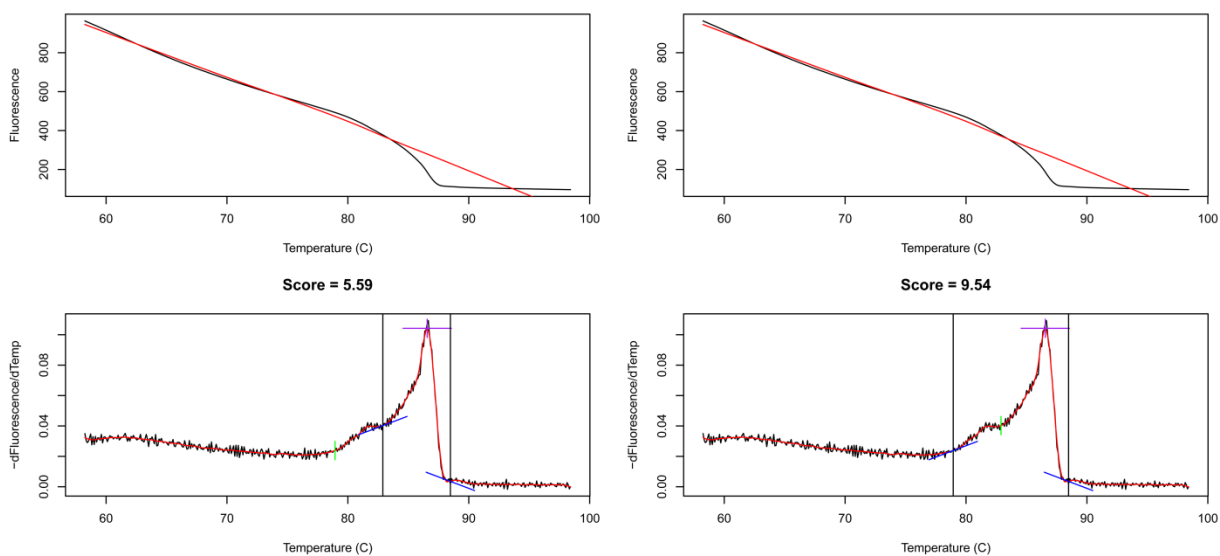 Fluorescence
800
600
400
200
60 70 80 90 100
Temperature (C)
Fluorescence
800
600
400
200
60 70 80 90 100
Temperature (C)
Score = 5.59
-dFluorescence/dTemp
0.08
0.04
0.00
60 70 80 90 100
Temperature (C)
Score = 9.54
-dFluorescence/dTemp
0.08
0.04
0.00
60 70 80 90 100
Temperature (C)